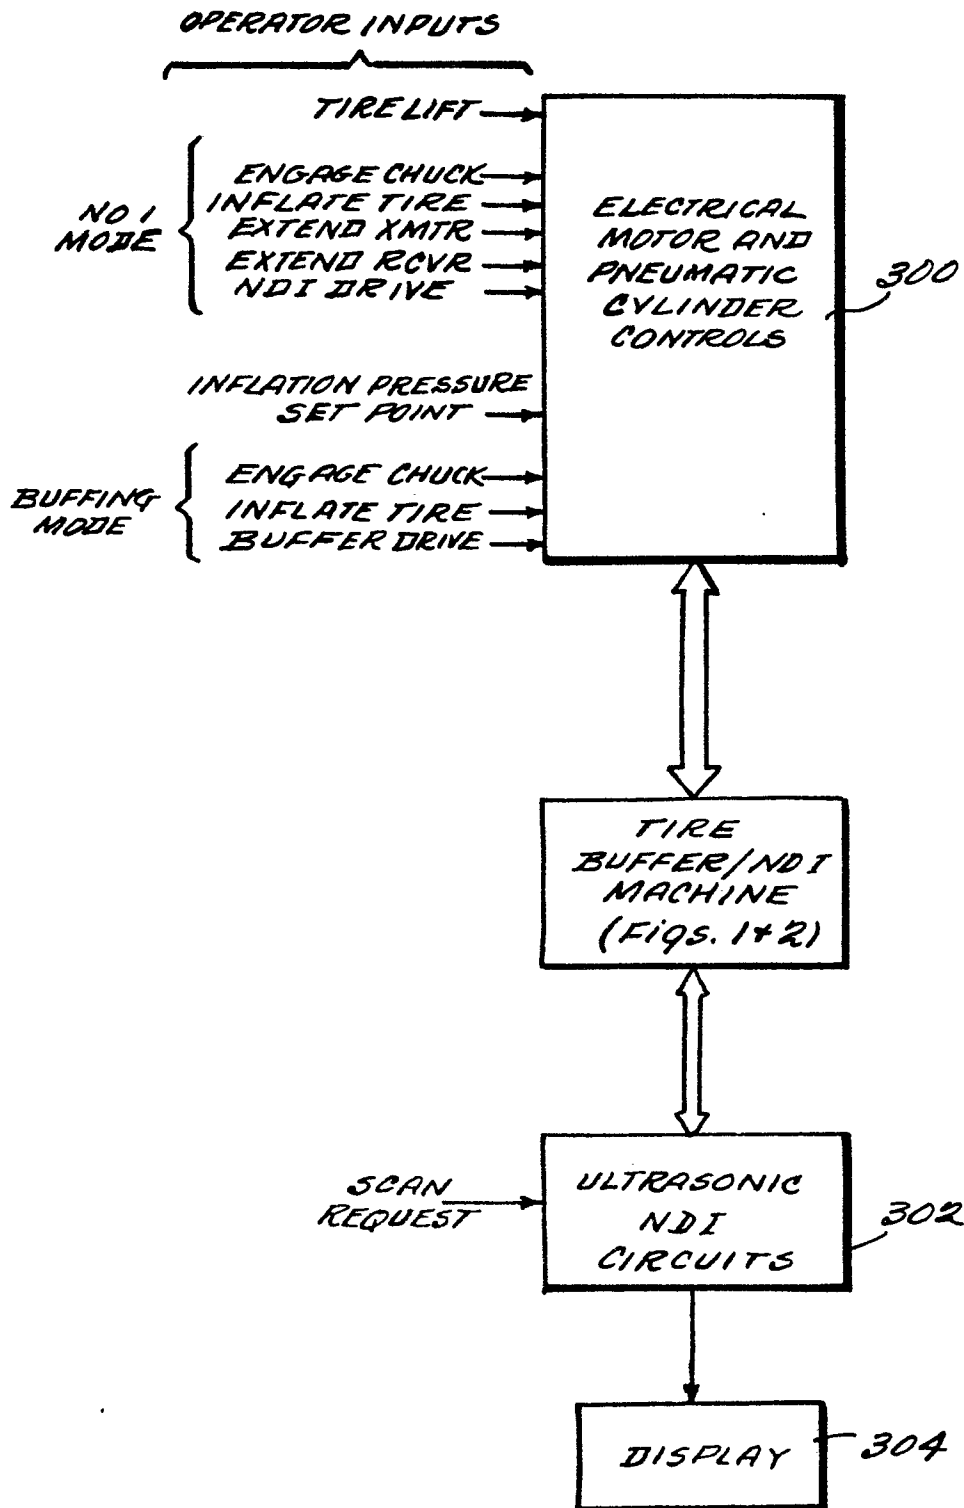 OPERATOR INPUTS
TIRE LIFT
NDI
MODE
ENGAGE CHUCK
INFLATE TIRE
EXTEND XMTR
EXTEND RCVR
NDI DRIVE
INFLATION PRESSURE
SET POINT
BUFFING
MODE
ENGAGE CHUCK
INFLATE TIRE
BUFFER DRIVE
ELECTRICAL
MOTOR AND
PNEUMATIC
CYLINDER
CONTROLS
300
TIRE
BUFFER/NDI
MACHINE
(Figs. 1+2)
SCAN
REQUEST
ULTRASONIC
NDI
CIRCUITS
302
DISPLAY
304